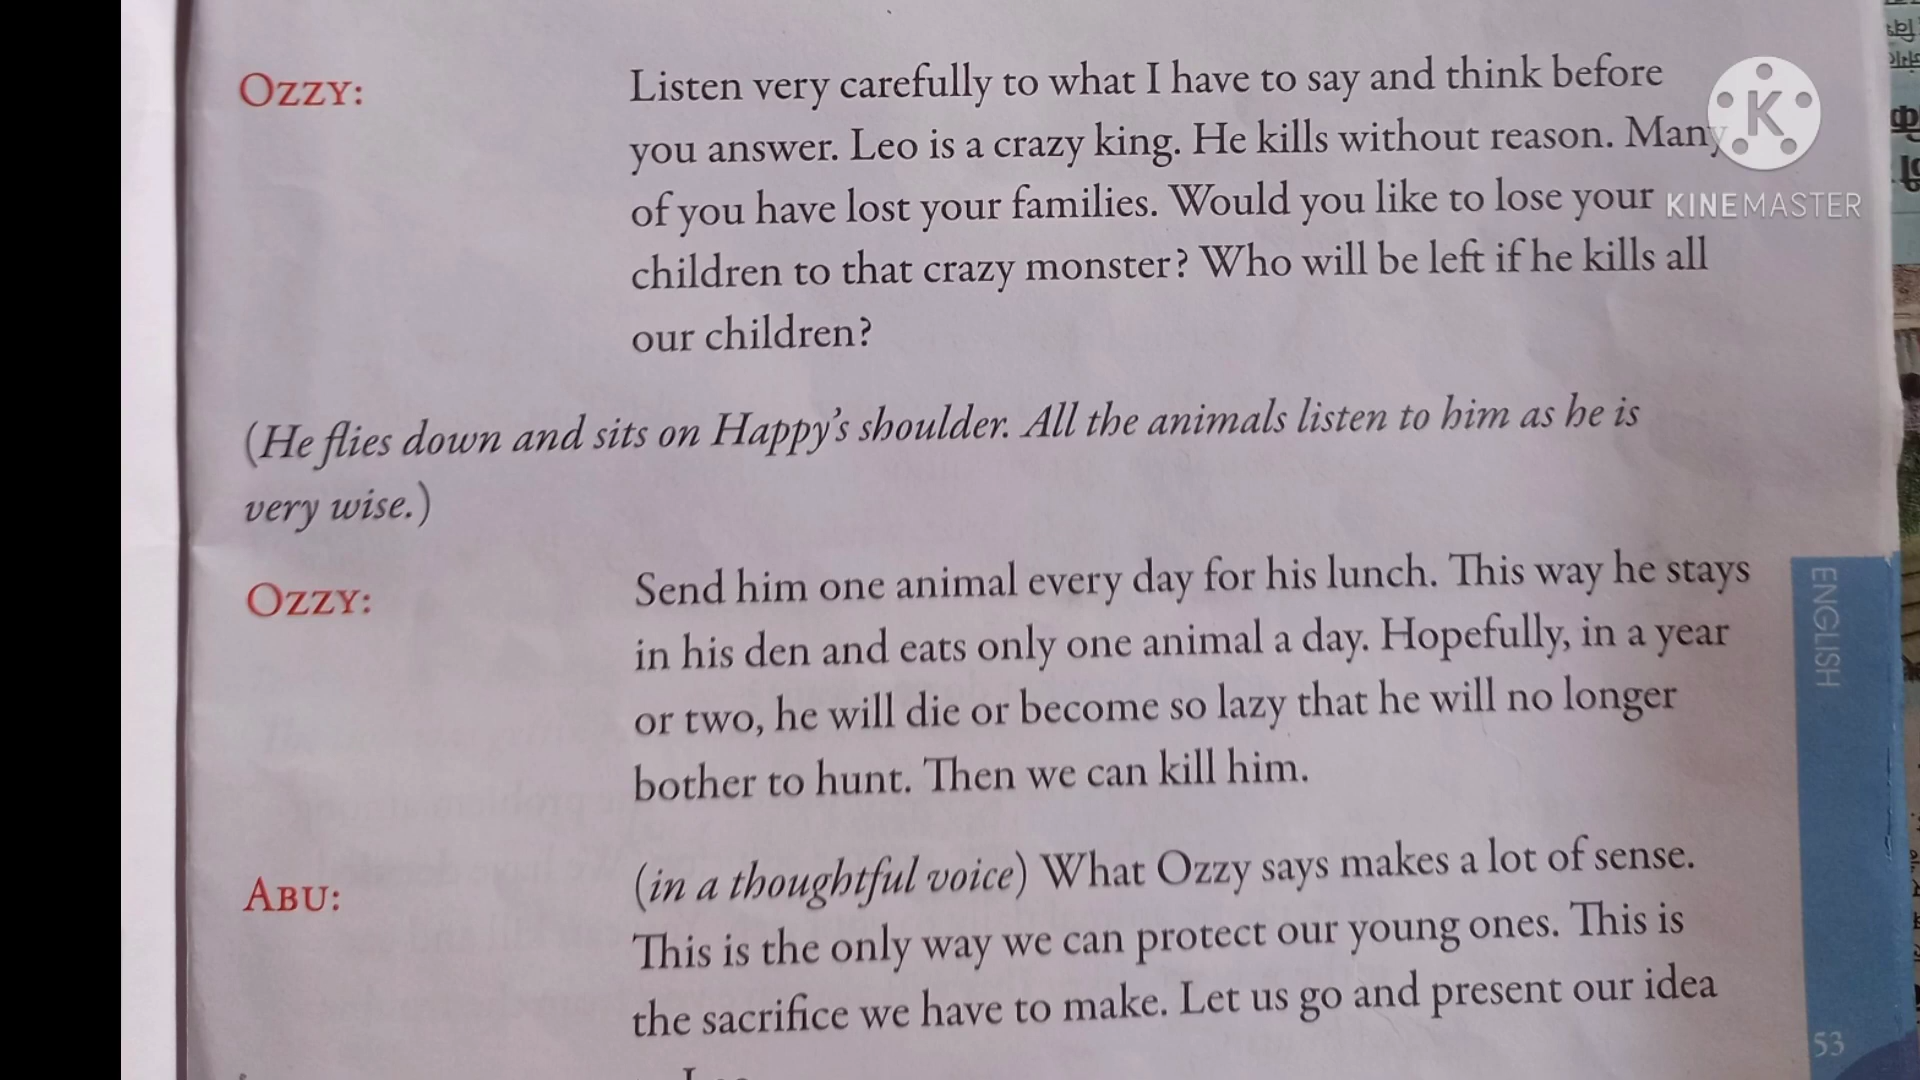 OZZY: Listen very carefully to what I have to say and think before
you answer. Leo is a crazy king. He kills without reason. Many
of you have lost your families. Would you like to lose your
children to that crazy monster? Who will be left if he kills all
our children?
(He flies down and sits on Happy's shoulder. All the animals listen to him as he is
very wise.)
OZZY: Send him one animal every day for his lunch. This way he stays
in his den and eats only one animal a day. Hopefully, in a year
or two, he will die or become so lazy that he will no longer
bother to hunt. Then we can kill him.
ABU: (in a thoughtful voice) What Ozzy says makes a lot of sense.
This is the only way we can protect our young ones. This is
the sacrifice we have to make. Let us go and present our idea
K
KINEMASTER
ENGLISH
53